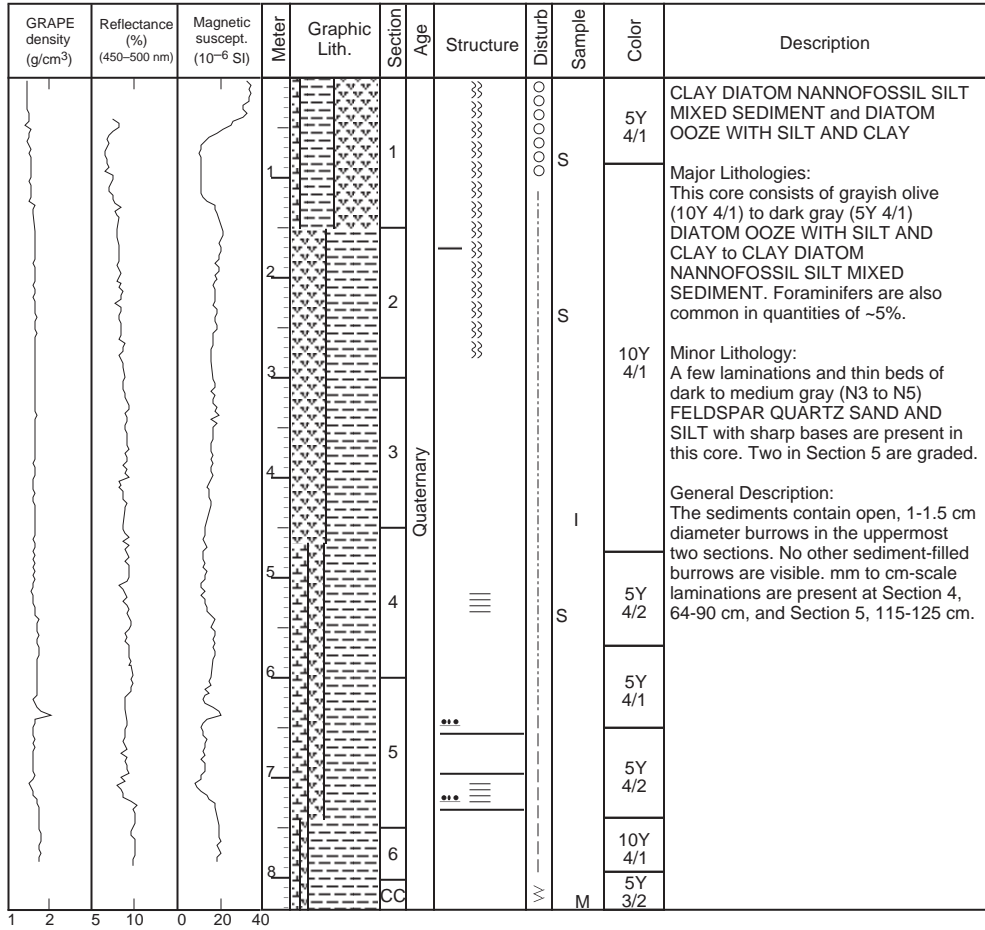 GRAPE
density
(g/cm3)
Reflectance
(%)
(450–500 nm)
Magnetic
suscept.
(10–6 SI)
Meter
Graphic
Lith.
Section
Age
Structure
Disturb
Sample
Color
Description
1
2
3
4
5
6
7
8
1
2
3
4
5
6
CC
Quaternary
S
S
I
S
M
5Y
4/1
10Y
4/1
5Y
4/2
5Y
4/1
5Y
4/2
10Y
4/1
5Y
3/2
CLAY DIATOM NANNOFOSSIL SILT
MIXED SEDIMENT and DIATOM
OOZE WITH SILT AND CLAY
Major Lithologies:
This core consists of grayish olive
(10Y 4/1) to dark gray (5Y 4/1)
DIATOM OOZE WITH SILT AND
CLAY to CLAY DIATOM
NANNOFOSSIL SILT MIXED
SEDIMENT. Foraminifers are also
common in quantities of ~5%.
Minor Lithology:
A few laminations and thin beds of
dark to medium gray (N3 to N5)
FELDSPAR QUARTZ SAND AND
SILT with sharp bases are present in
this core. Two in Section 5 are graded.
General Description:
The sediments contain open, 1-1.5 cm
diameter burrows in the uppermost
two sections. No other sediment-filled
burrows are visible. mm to cm-scale
laminations are present at Section 4,
64-90 cm, and Section 5, 115-125 cm.
1 2 5 10 0 20 40